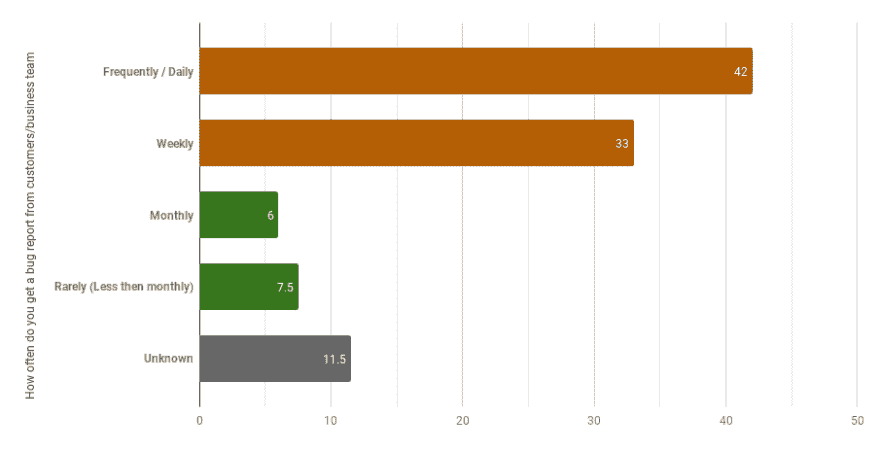 How often do you get a bug report from customers/business team
Frequently / Daily
42
Weekly
33
Monthly
6
Rarely (Less then monthly)
7.5
Unknown
11.5
0 10 20 30 40 50